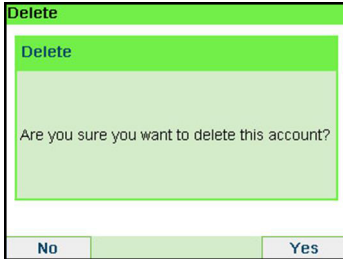 Delete
Delete
Are you sure you want to delete this account?
No
Yes